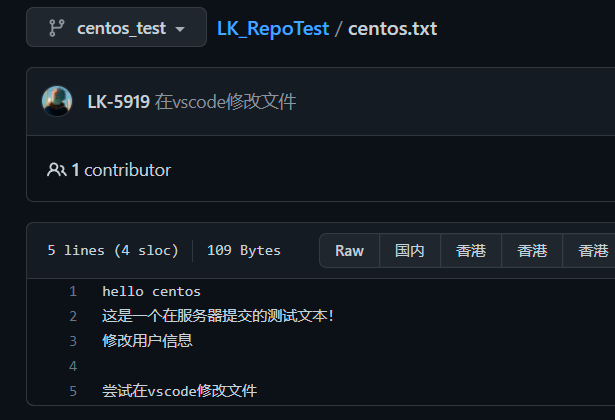 centos_test LK_RepoTest / centos.txt
LK-5919 在vscode修改文件
1 contributor
5 lines (4 sloc) 109 Bytes Raw 国内 香港 香港 香港
1 hello centos
2 这是一个在服务器提交的测试文本!
3 修改用户信息
4
5 尝试在vscode修改文件